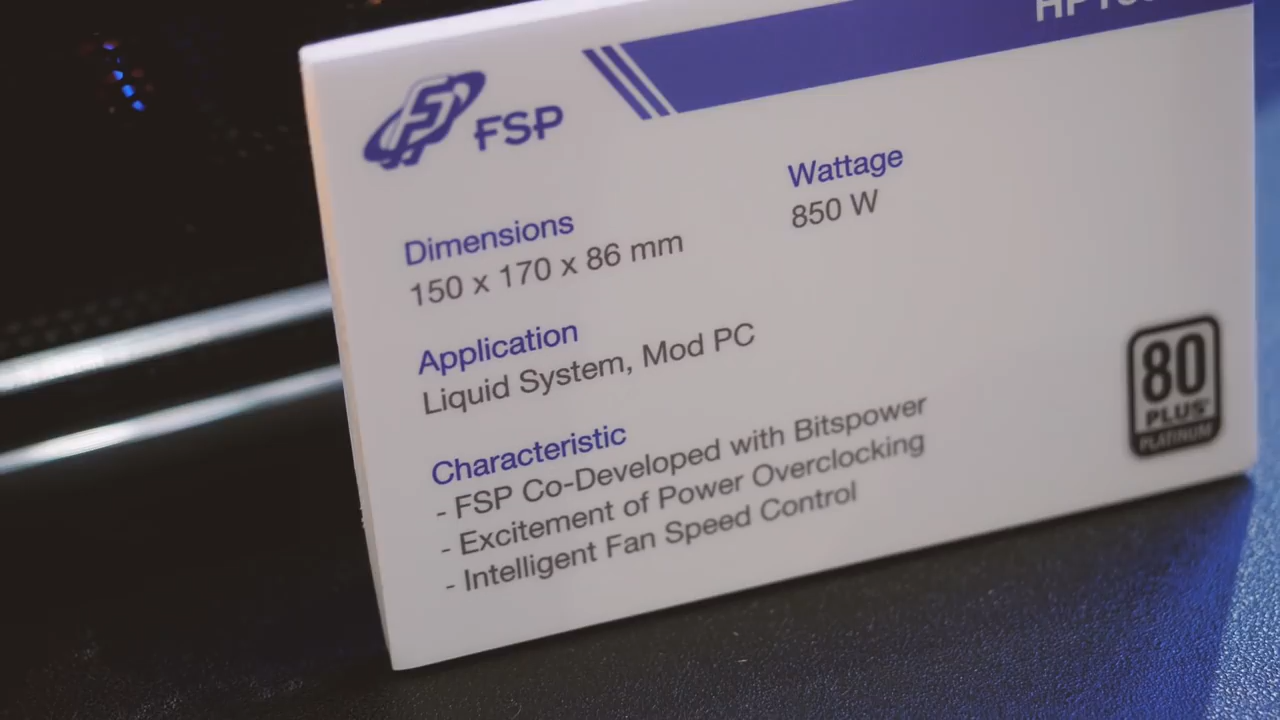 FSP
Dimensions
150 x 170 x 86 mm
Wattage
850 W
Application
Liquid System, Mod PC
Characteristic
- FSP Co-Developed with Bitspower
- Excitement of Power Overclocking
- Intelligent Fan Speed Control
80
PLUS®
PLATINUM